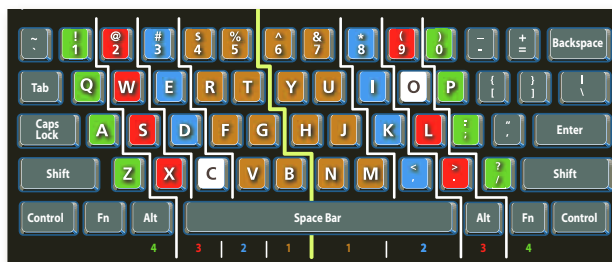 ~ ! @ # $ % ^ & * ( ) _ +
` 1 2 3 4 5 6 7 8 9 0 - = Backspace
Tab Q W E R T Y U I O P { [ } ] | \
Caps Lock A S D F G H J K L : ; " , Enter
Shift Z X C V B N M < , > . ? / Shift
Control Fn Alt Space Bar Alt Fn Control
4 3 | 2 | 1 | 1 | 2 | 3 | 4